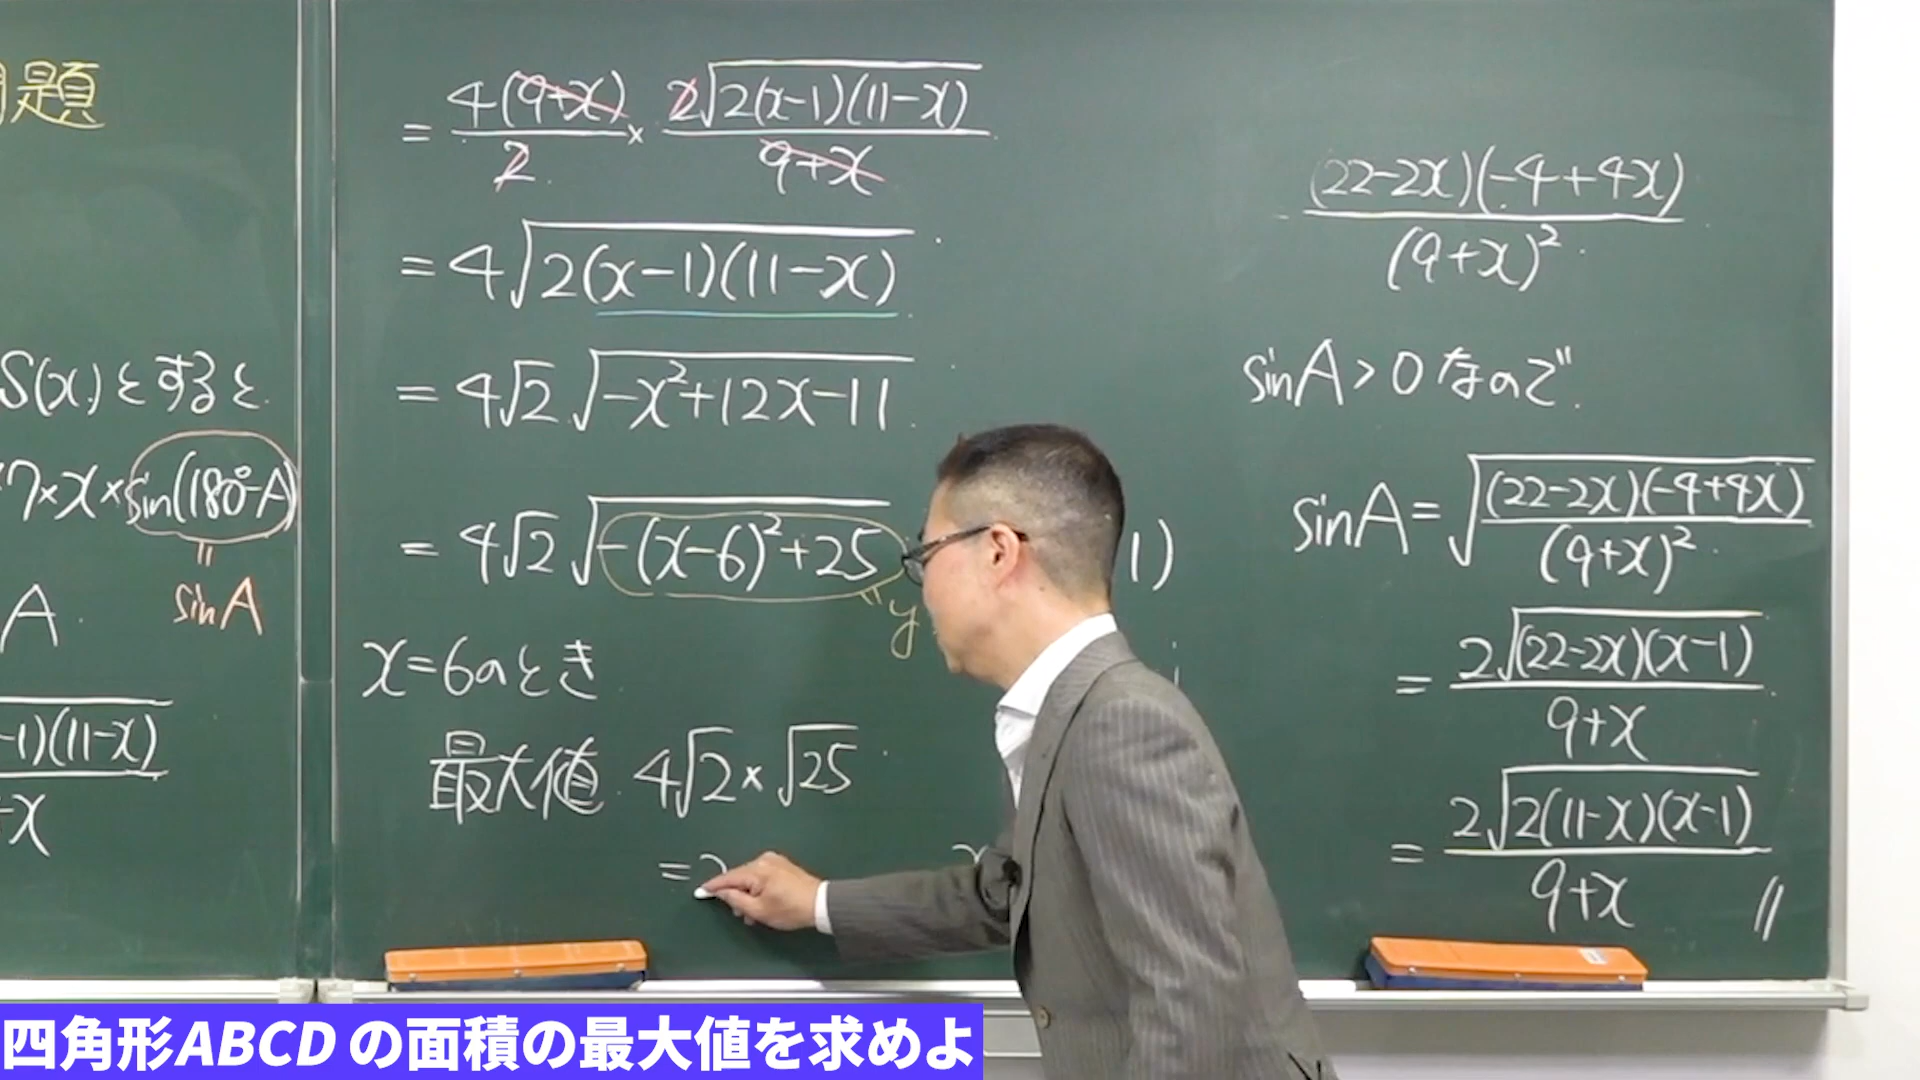 題
S(x)とすると
7×x×sin(180°-A)
〃
sinA
A
-1)(11-x)
x
= 4(9+x)/2 × 2√2(x-1)(11-x)/9+x
= 4√2(x-1)(11-x)
= 4√2 √-x²+12x-11
= 4√2 √-(x-6)²+25
〃
y
1)
x=6のとき
最大値 4√2×√25
=2
(22-2x)(-4+4x)/(9+x)²
sinA>0なので
sinA=√(22-2x)(-4+4x)/(9+x)²
= 2√(22-2x)(x-1)/9+x
= 2√2(11-x)(x-1)/9+x //
四角形ABCDの面積の最大値を求めよ